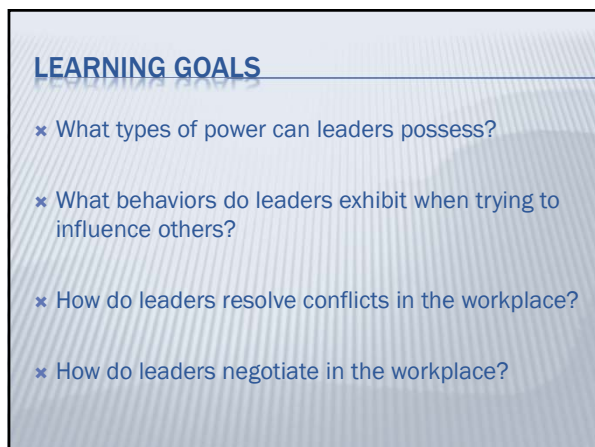 LEARNING GOALS
What types of power can leaders possess?
What behaviors do leaders exhibit when trying to
influence others?
How do leaders resolve conflicts in the workplace?
How do leaders negotiate in the workplace?